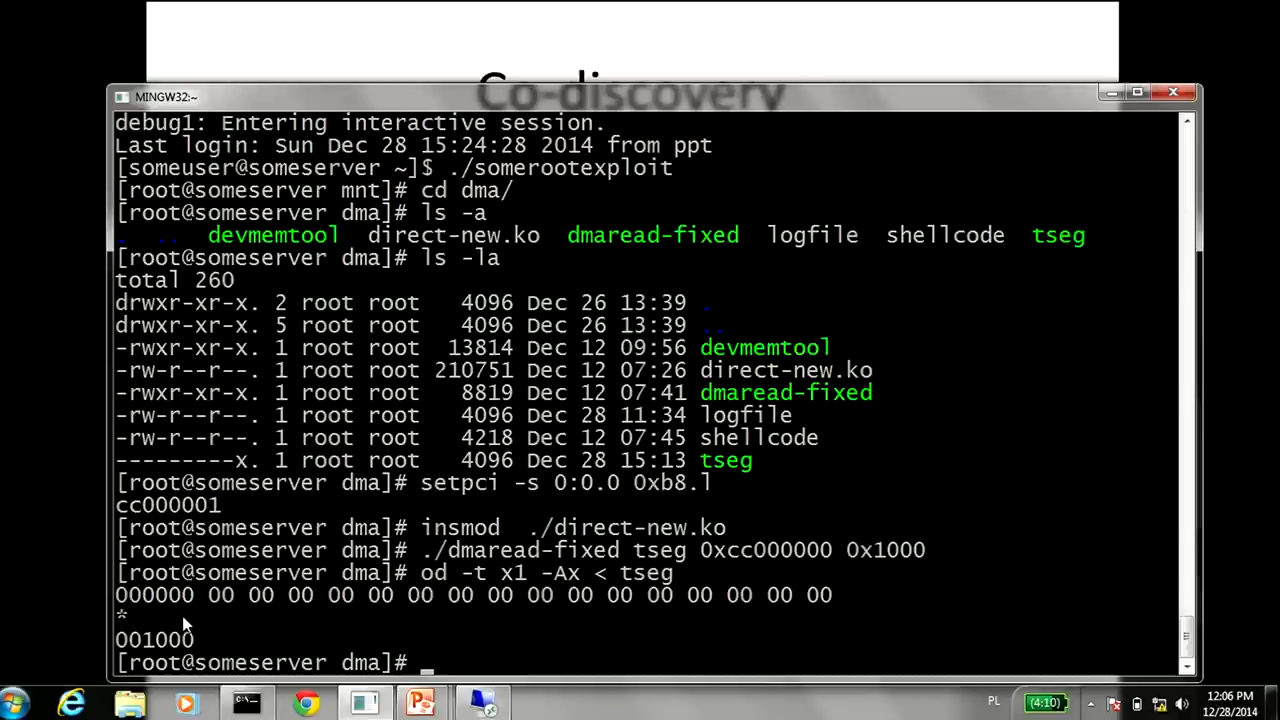 Co-discovery
MINGW32:~
debug1: Entering interactive session.
Last login: Sun Dec 28 15:24:28 2014 from ppt
[someuser@someserver ~]$ ./somerootexploit
[root@someserver mnt]# cd dma/
[root@someserver dma]# ls -a
. .. devmemtool direct-new.ko dmaread-fixed logfile shellcode tseg
[root@someserver dma]# ls -la
total 260
drwxr-xr-x. 2 root root 4096 Dec 26 13:39 .
drwxr-xr-x. 5 root root 4096 Dec 26 13:39 ..
-rwxr-xr-x. 1 root root 13814 Dec 12 09:56 devmemtool
-rw-r--r--. 1 root root 210751 Dec 12 07:26 direct-new.ko
-rwxr-xr-x. 1 root root 8819 Dec 12 07:41 dmaread-fixed
-rw-r--r--. 1 root root 4096 Dec 28 11:34 logfile
-rw-r--r--. 1 root root 4218 Dec 12 07:45 shellcode
---------x. 1 root root 4096 Dec 28 15:13 tseg
[root@someserver dma]# setpci -s 0:0.0 0xb8.l
cc000001
[root@someserver dma]# insmod ./direct-new.ko
[root@someserver dma]# ./dmaread-fixed tseg 0xcc000000 0x1000
[root@someserver dma]# od -t x1 -Ax < tseg
000000 00 00 00 00 00 00 00 00 00 00 00 00 00 00 00 00
*
001000
[root@someserver dma]#
PL (4:10) 12:06 PM
12/28/2014